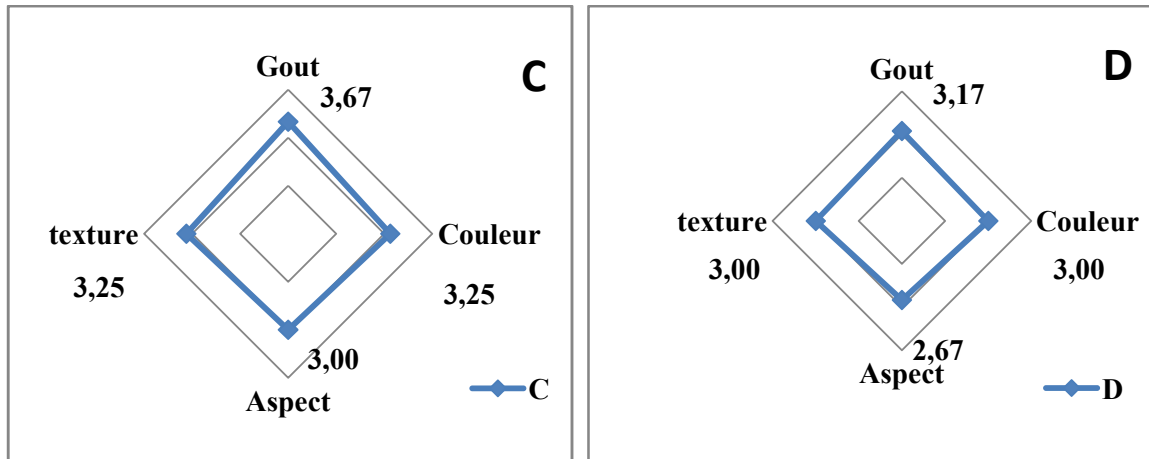 C
Gout
3,67
texture
Couleur
3,25
3,25
3,00
Aspect
C
D
Gout
3,17
texture
Couleur
3,00
3,00
2,67
Aspect
D